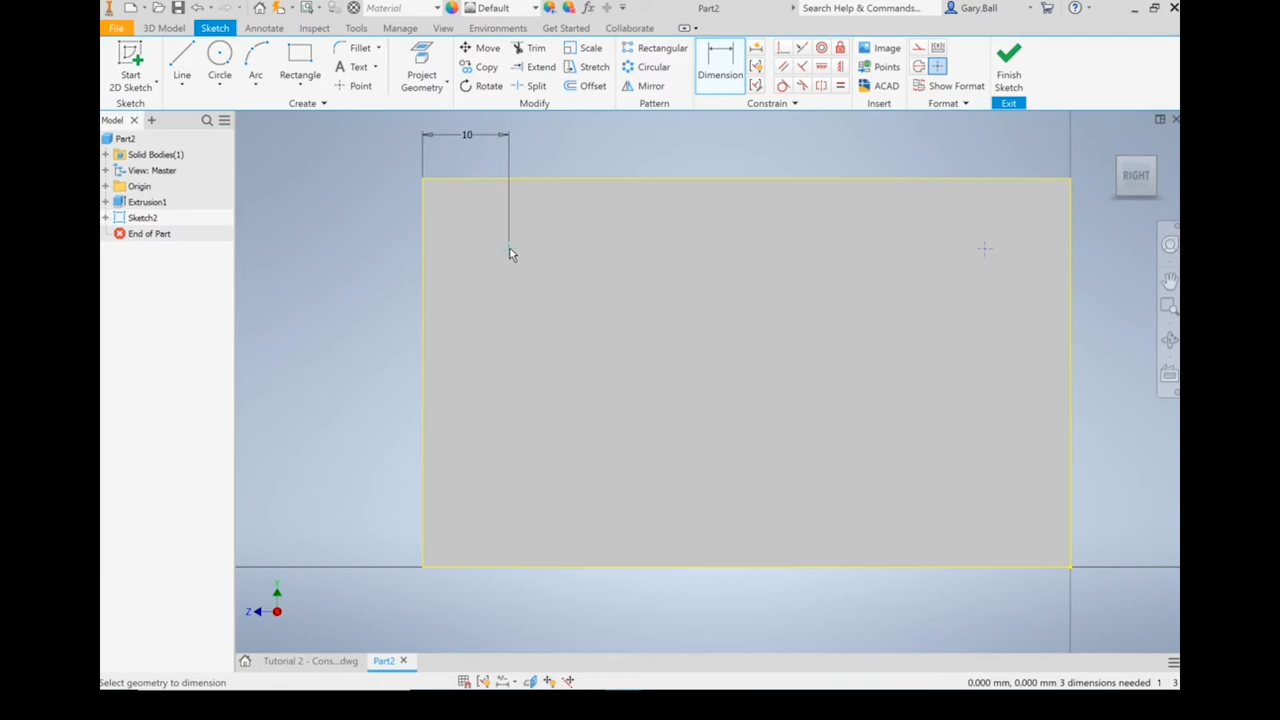 Material Default Part2 Search Help & Commands... Gary.Ball
File 3D Model Sketch Annotate Inspect Tools Manage View Environments Get Started Collaborate
Start 2D Sketch Line Circle Arc Rectangle Fillet Text Point Project Geometry Move Copy Rotate Trim Extend Split Scale Stretch Offset Rectangular Circular Mirror Dimension Image Points ACAD Show Format Finish Sketch
Sketch Create Modify Pattern Constrain Insert Format Exit
Model
Part2
Solid Bodies(1)
View: Master
Origin
Extrusion1
Sketch2
End of Part
10
RIGHT
Y
Z
Tutorial 2 - Cons...dwg Part2
Select geometry to dimension 0.000 mm, 0.000 mm 3 dimensions needed 1 3